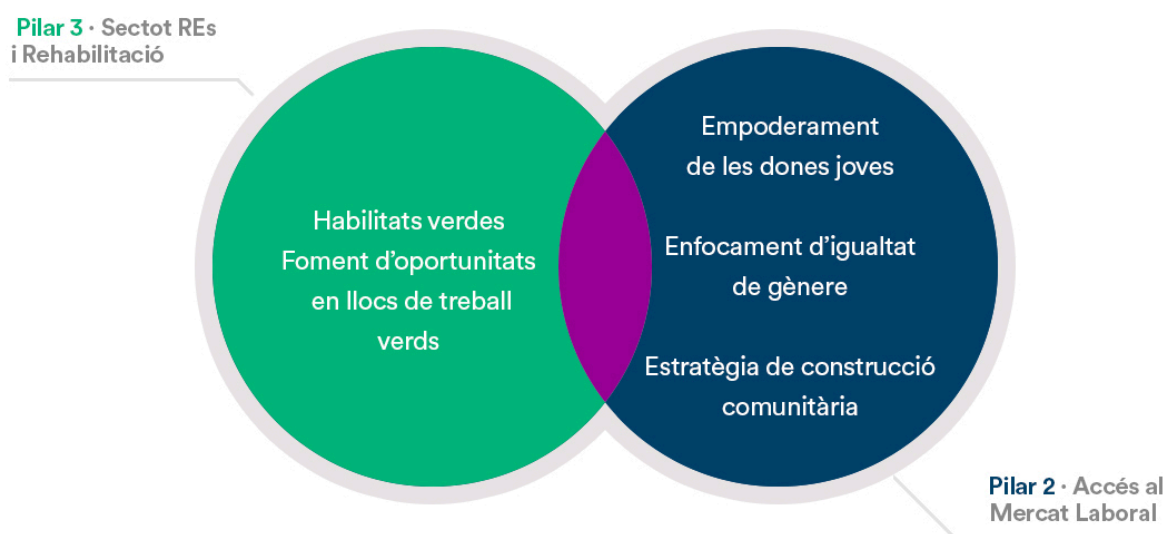 Pilar 3 · Sectot REs
i Rehabilitació
Habilitats verdes
Foment d’oportunitats
en llocs de treball
verds
Empoderament
de les dones joves
Enfocament d’igualtat
de gènere
Estratègia de construcció
comunitària
Pilar 2 · Accés al
Mercat Laboral